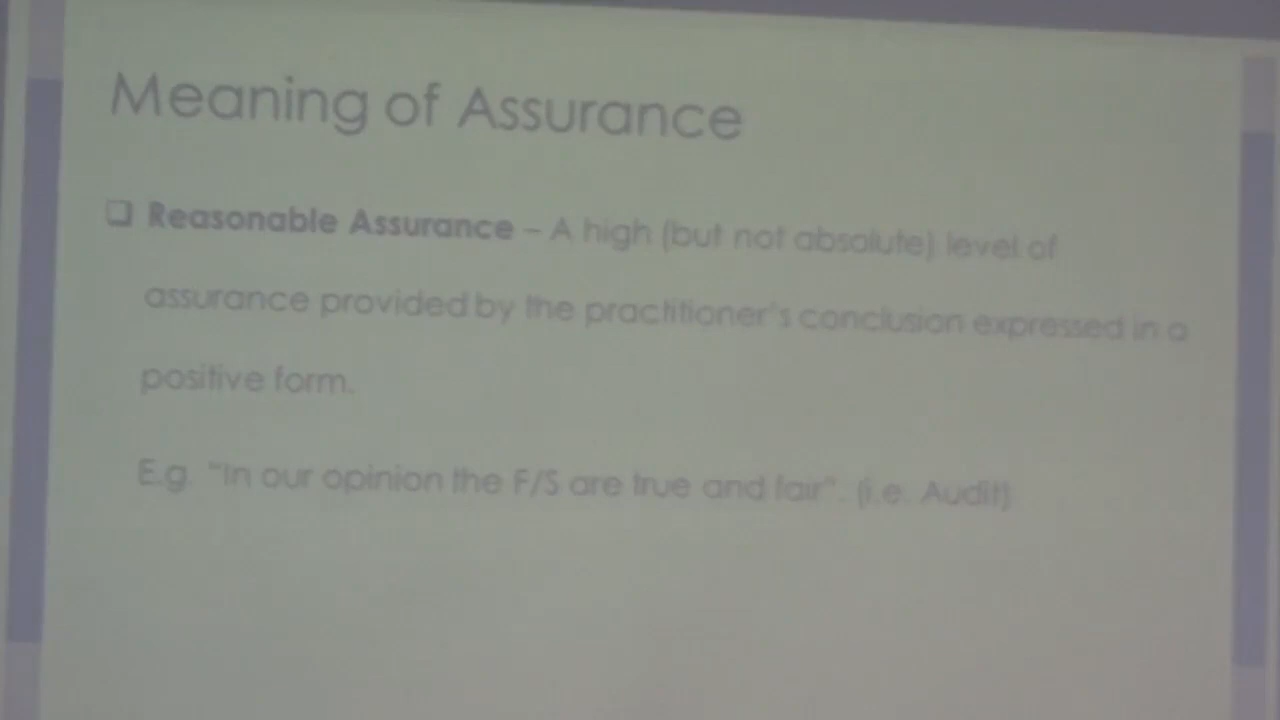 Meaning of Assurance
❑ Reasonable Assurance – A high (but not absolute) level of
assurance provided by the practitioner's conclusion expressed in a
positive form.
E.g. "In our opinion the F/S are true and fair". (i.e. Audit)